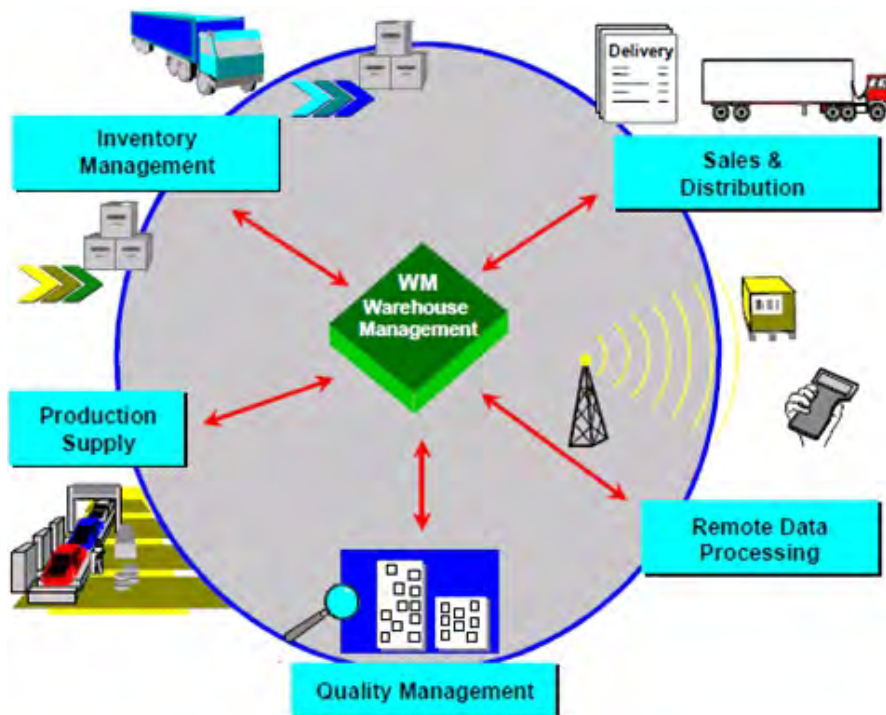 Delivery
Inventory
Management
Sales &
Distribution
WM
Warehouse
Management
Production
Supply
Remote Data
Processing
Quality Management